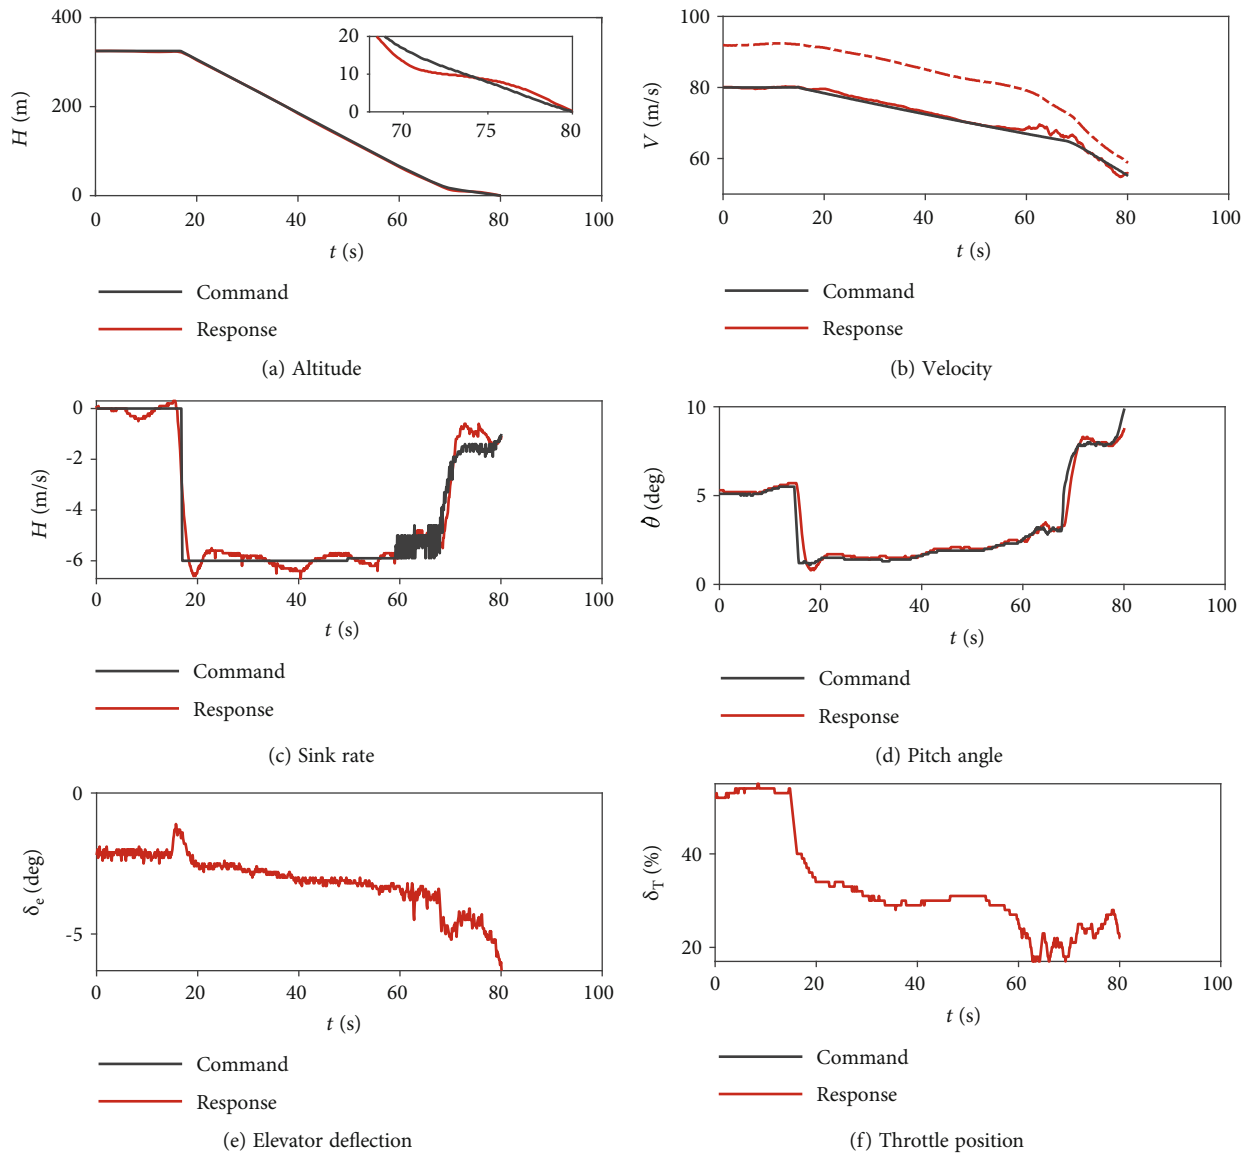 400
200
0
H (m)
20
10
0
70
75
80
0
20
40
60
80
100
t (s)
Command
Response
(a) Altitude
100
80
60
V (m/s)
0
20
40
60
80
100
t (s)
Command
Response
(b) Velocity
0
-2
-4
-6
H (m/s)
0
20
40
60
80
100
t (s)
Command
Response
(c) Sink rate
10
5
0
θ (deg)
0
20
40
60
80
100
t (s)
Command
Response
(d) Pitch angle
0
-5
δe (deg)
0
20
40
60
80
100
t (s)
Command
Response
(e) Elevator deflection
40
20
δT (%)
0
20
40
60
80
100
t (s)
Command
Response
(f) Throttle position